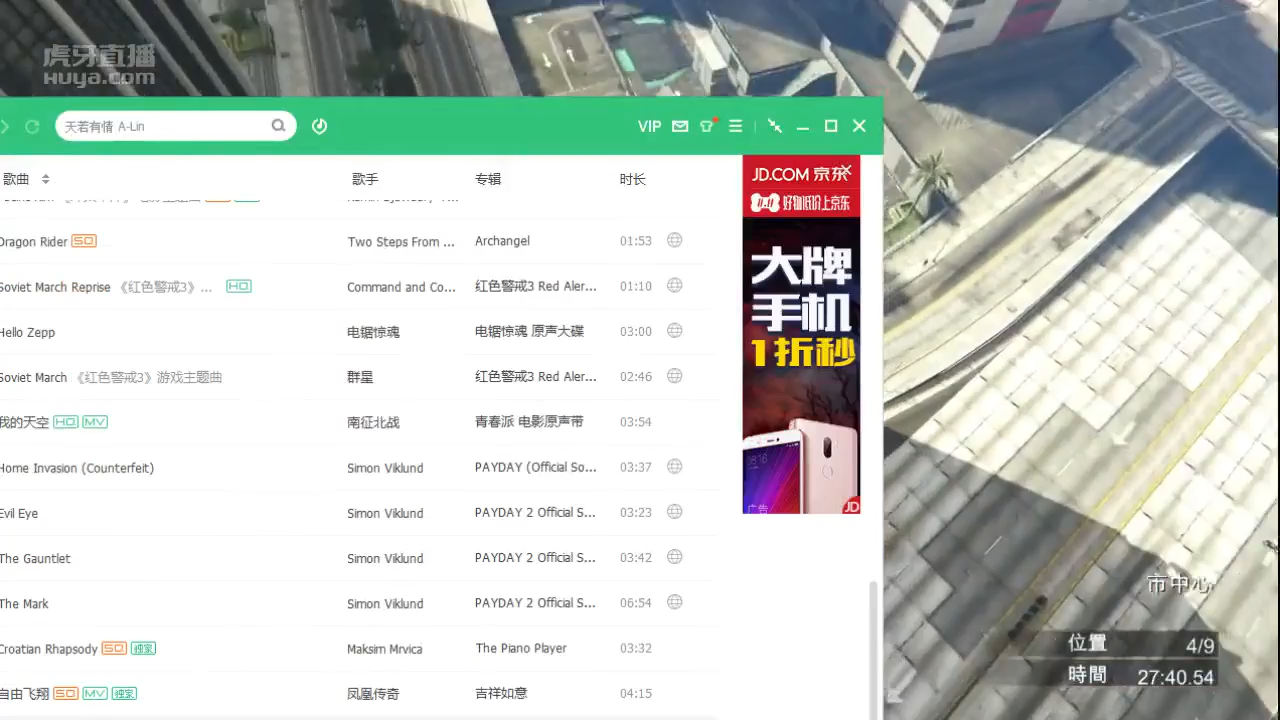 虎牙直播
HUYA.com
天若有情 A-Lin
VIP
歌曲 歌手 专辑 时长
Dragon Rider SQ Two Steps From ... Archangel 01:53
Soviet March Reprise 《红色警戒3》... HQ Command and Co... 红色警戒3 Red Aler... 01:10
Hello Zepp 电锯惊魂 电锯惊魂 原声大碟 03:00
Soviet March 《红色警戒3》游戏主题曲 群星 红色警戒3 Red Aler... 02:46
我的天空 HQ MV 南征北战 青春派 电影原声带 03:54
Home Invasion (Counterfeit) Simon Viklund PAYDAY (Official So... 03:37
Evil Eye Simon Viklund PAYDAY 2 Official S... 03:23
The Gauntlet Simon Viklund PAYDAY 2 Official S... 03:42
The Mark Simon Viklund PAYDAY 2 Official S... 06:54
Croatian Rhapsody SQ 独家 Maksim Mrvica The Piano Player 03:32
自由飞翔 SQ MV 独家 凤凰传奇 吉祥如意 04:15
JD.COM 京东
好物低价上京东
大牌
手机
1折秒
08:16
广告
JD
市中心
位置 4/9
時間 27:40.54